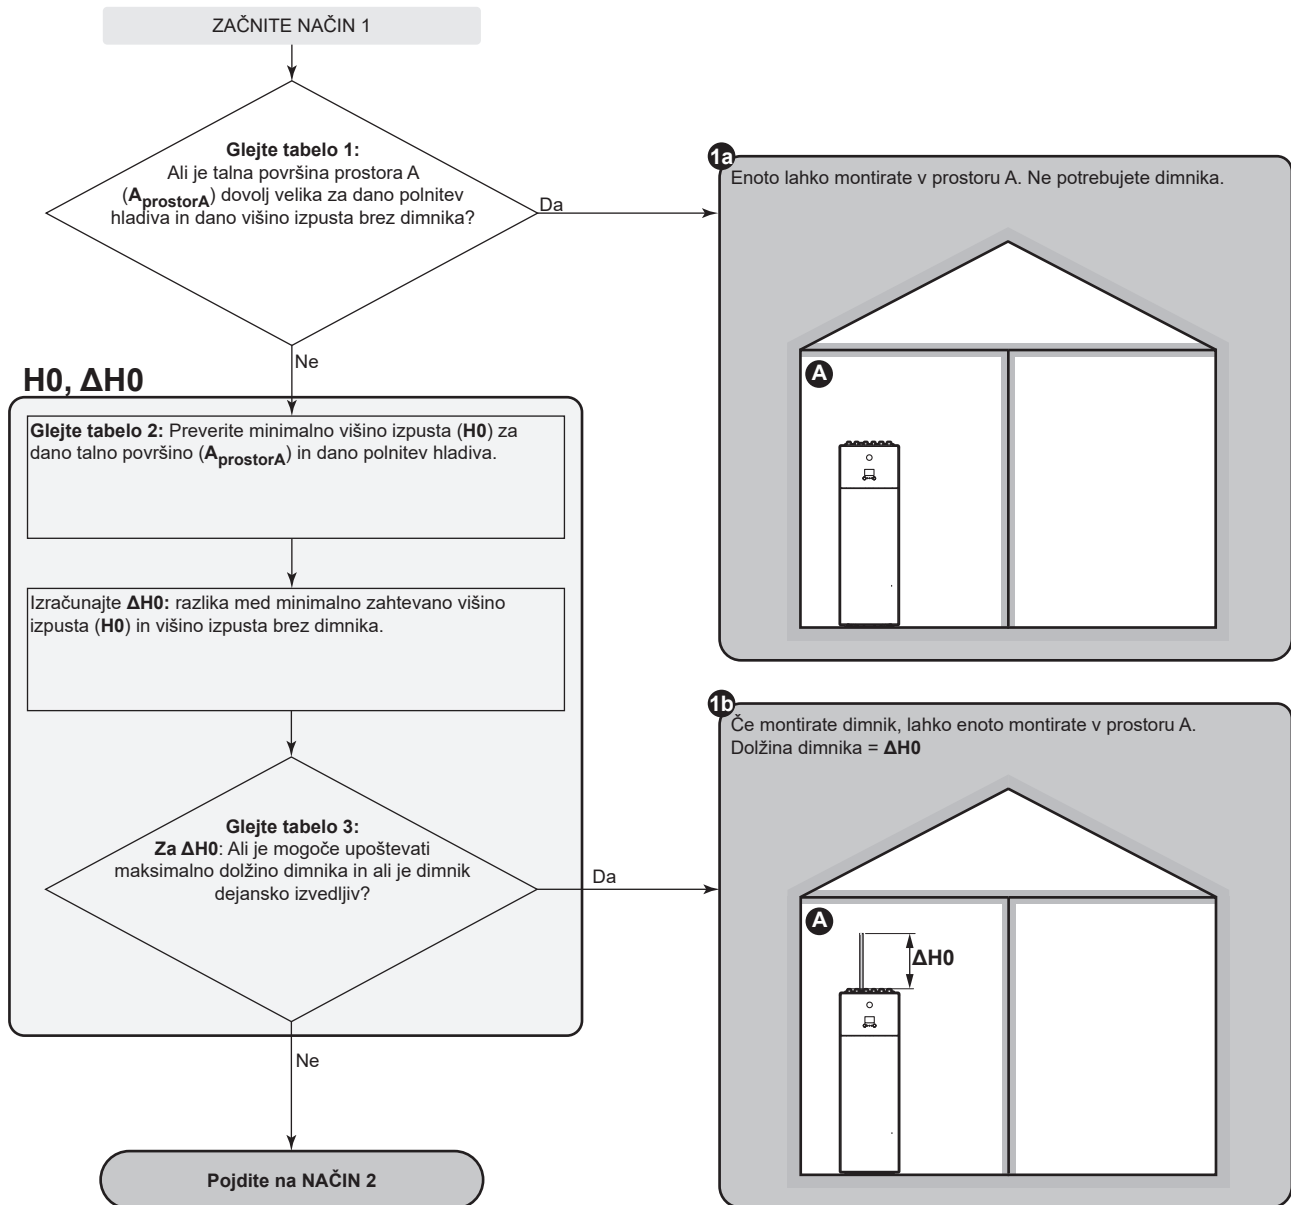 ZAČNITE NAČIN 1
Glejte tabelo 1:
Ali je talna površina prostora A
(AprostorA) dovolj velika za dano polnitev
hladiva in dano višino izpusta brez dimnika?
Da
Ne
1a
Enoto lahko montirate v prostoru A. Ne potrebujete dimnika.
A
H0, ΔH0
Glejte tabelo 2: Preverite minimalno višino izpusta (H0) za
dano talno površino (AprostorA) in dano polnitev hladiva.
Izračunajte ΔH0: razlika med minimalno zahtevano višino
izpusta (H0) in višino izpusta brez dimnika.
Glejte tabelo 3:
Za ΔH0: Ali je mogoče upoštevati
maksimalno dolžino dimnika in ali je dimnik
dejansko izvedljiv?
Da
Ne
1b
Če montirate dimnik, lahko enoto montirate v prostoru A.
Dolžina dimnika = ΔH0
A
ΔH0
Pojdite na NAČIN 2